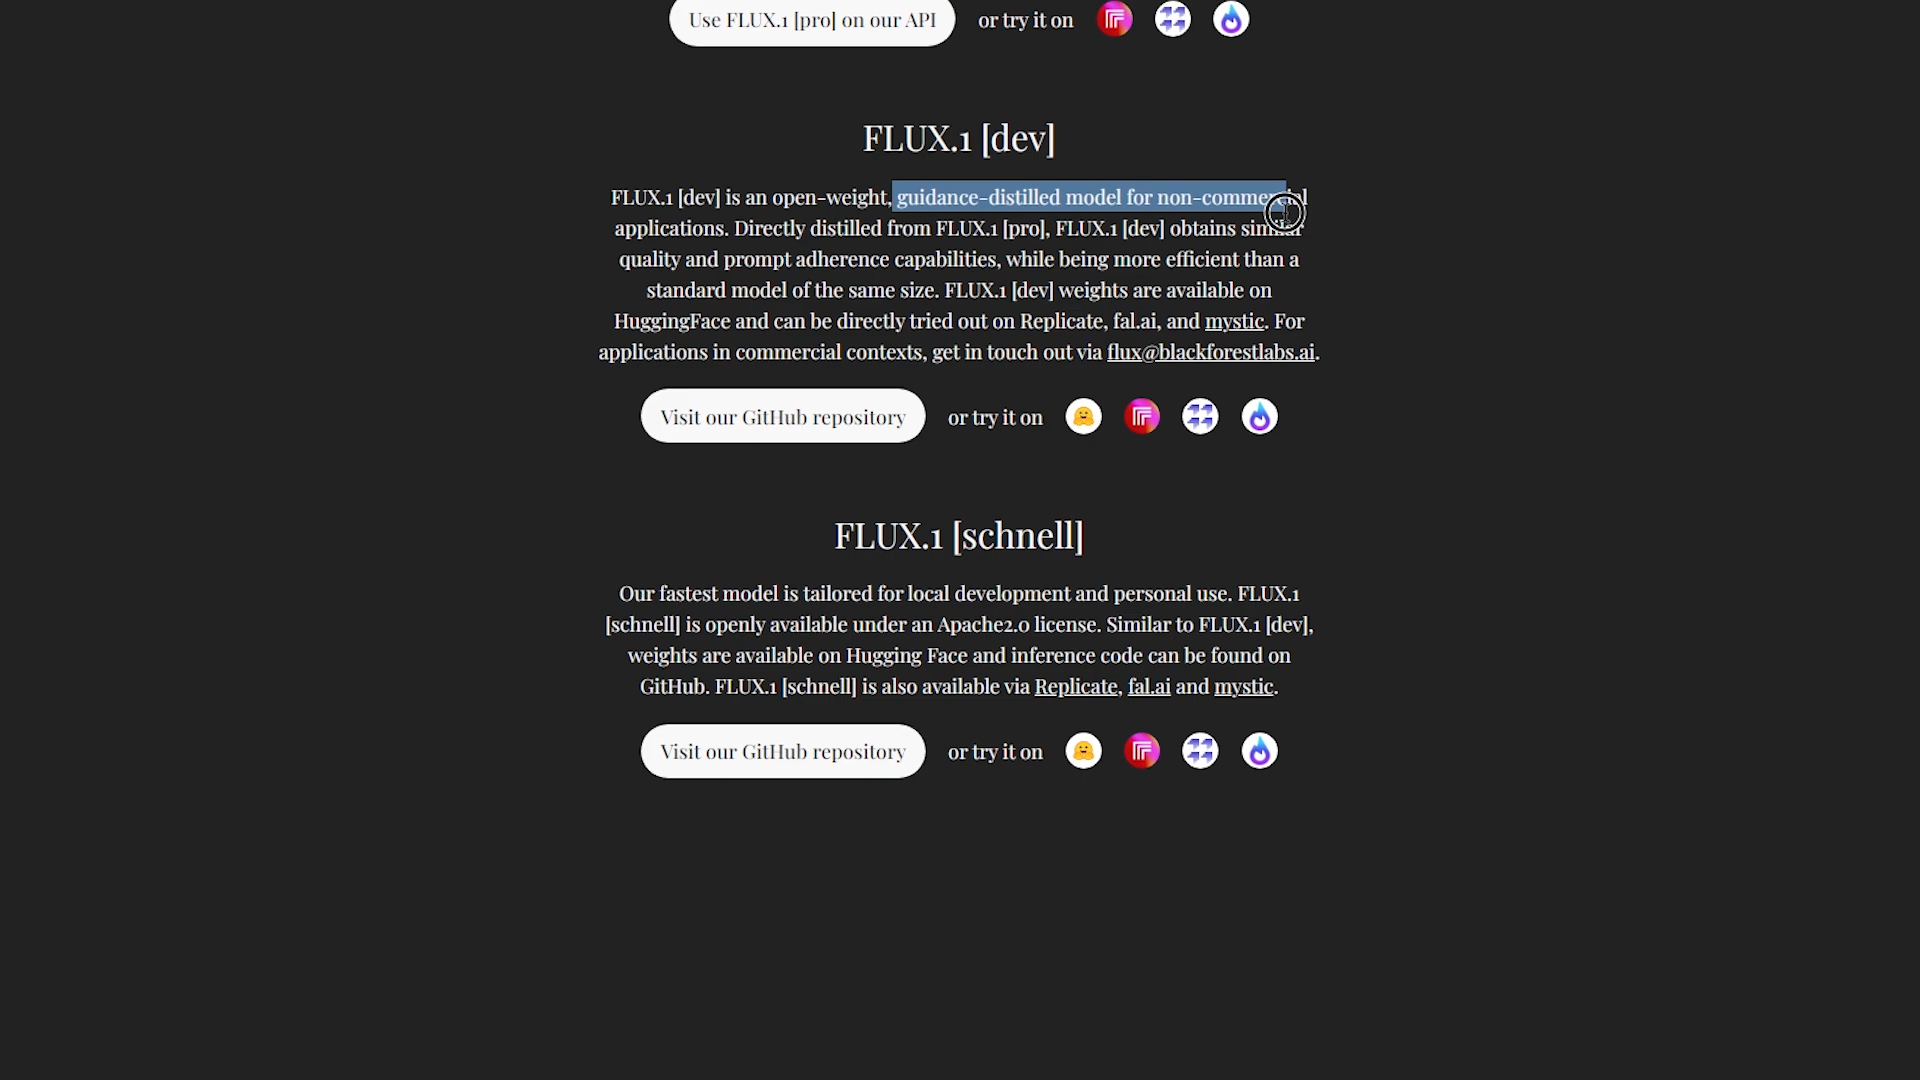 Use FLUX.1 [pro] on our API or try it on
FLUX.1 [dev]
FLUX.1 [dev] is an open-weight, guidance-distilled model for non-commercial
applications. Directly distilled from FLUX.1 [pro], FLUX.1 [dev] obtains similar
quality and prompt adherence capabilities, while being more efficient than a
standard model of the same size. FLUX.1 [dev] weights are available on
HuggingFace and can be directly tried out on Replicate, fal.ai, and mystic. For
applications in commercial contexts, get in touch out via flux@blackforestlabs.ai.
Visit our GitHub repository or try it on
FLUX.1 [schnell]
Our fastest model is tailored for local development and personal use. FLUX.1
[schnell] is openly available under an Apache2.0 license. Similar to FLUX.1 [dev],
weights are available on Hugging Face and inference code can be found on
GitHub. FLUX.1 [schnell] is also available via Replicate, fal.ai and mystic.
Visit our GitHub repository or try it on